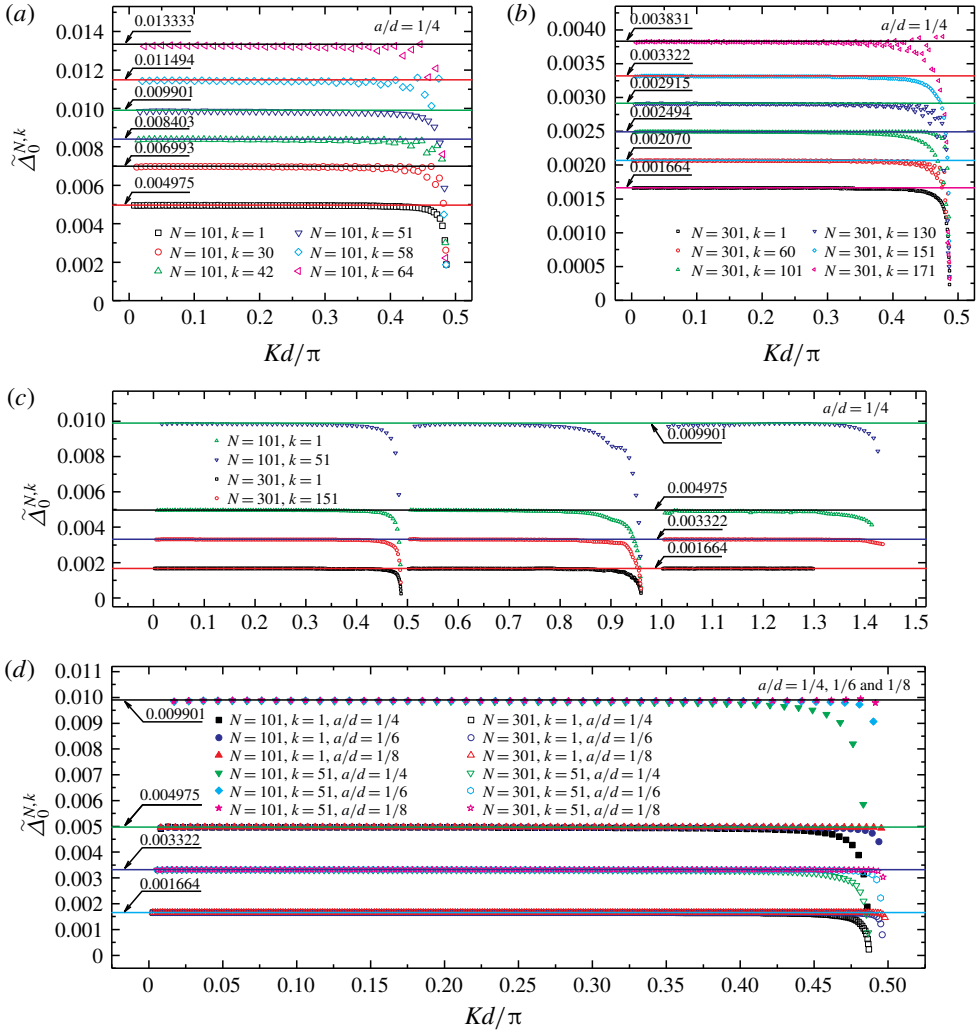 (a)
a/d = 1/4
0.014
0.012
0.010
0.008
0.006
0.004
0.002
0
0.013333
0.011494
0.009901
0.008403
0.006993
0.004975
N = 101, k = 1
N = 101, k = 30
N = 101, k = 42
N = 101, k = 51
N = 101, k = 58
N = 101, k = 64
0 0.1 0.2 0.3 0.4 0.5
Kd/π
Δ̃₀^{N,k}
(b)
a/d = 1/4
0.0040
0.0035
0.0030
0.0025
0.0020
0.0015
0.0010
0.0005
0
0.003831
0.003322
0.002915
0.002494
0.002070
0.001664
N = 301, k = 1
N = 301, k = 60
N = 301, k = 101
N = 301, k = 130
N = 301, k = 151
N = 301, k = 171
0 0.1 0.2 0.3 0.4 0.5
Kd/π
(c)
a/d = 1/4
0.010
0.008
0.006
0.004
0.002
0
0.009901
0.004975
0.003322
0.001664
N = 101, k = 1
N = 101, k = 51
N = 301, k = 1
N = 301, k = 151
0 0.1 0.2 0.3 0.4 0.5 0.6 0.7 0.8 0.9 1.0 1.1 1.2 1.3 1.4 1.5
Δ̃₀^{N,k}
(d)
a/d = 1/4, 1/6 and 1/8
0.011
0.010
0.009
0.008
0.007
0.006
0.005
0.004
0.003
0.002
0.001
0
0.009901
0.004975
0.003322
0.001664
N = 101, k = 1, a/d = 1/4
N = 101, k = 1, a/d = 1/6
N = 101, k = 1, a/d = 1/8
N = 101, k = 51, a/d = 1/4
N = 101, k = 51, a/d = 1/6
N = 101, k = 51, a/d = 1/8
N = 301, k = 1, a/d = 1/4
N = 301, k = 1, a/d = 1/6
N = 301, k = 1, a/d = 1/8
N = 301, k = 51, a/d = 1/4
N = 301, k = 51, a/d = 1/6
N = 301, k = 51, a/d = 1/8
0 0.05 0.10 0.15 0.20 0.25 0.30 0.35 0.40 0.45 0.50
Kd/π
Δ̃₀^{N,k}